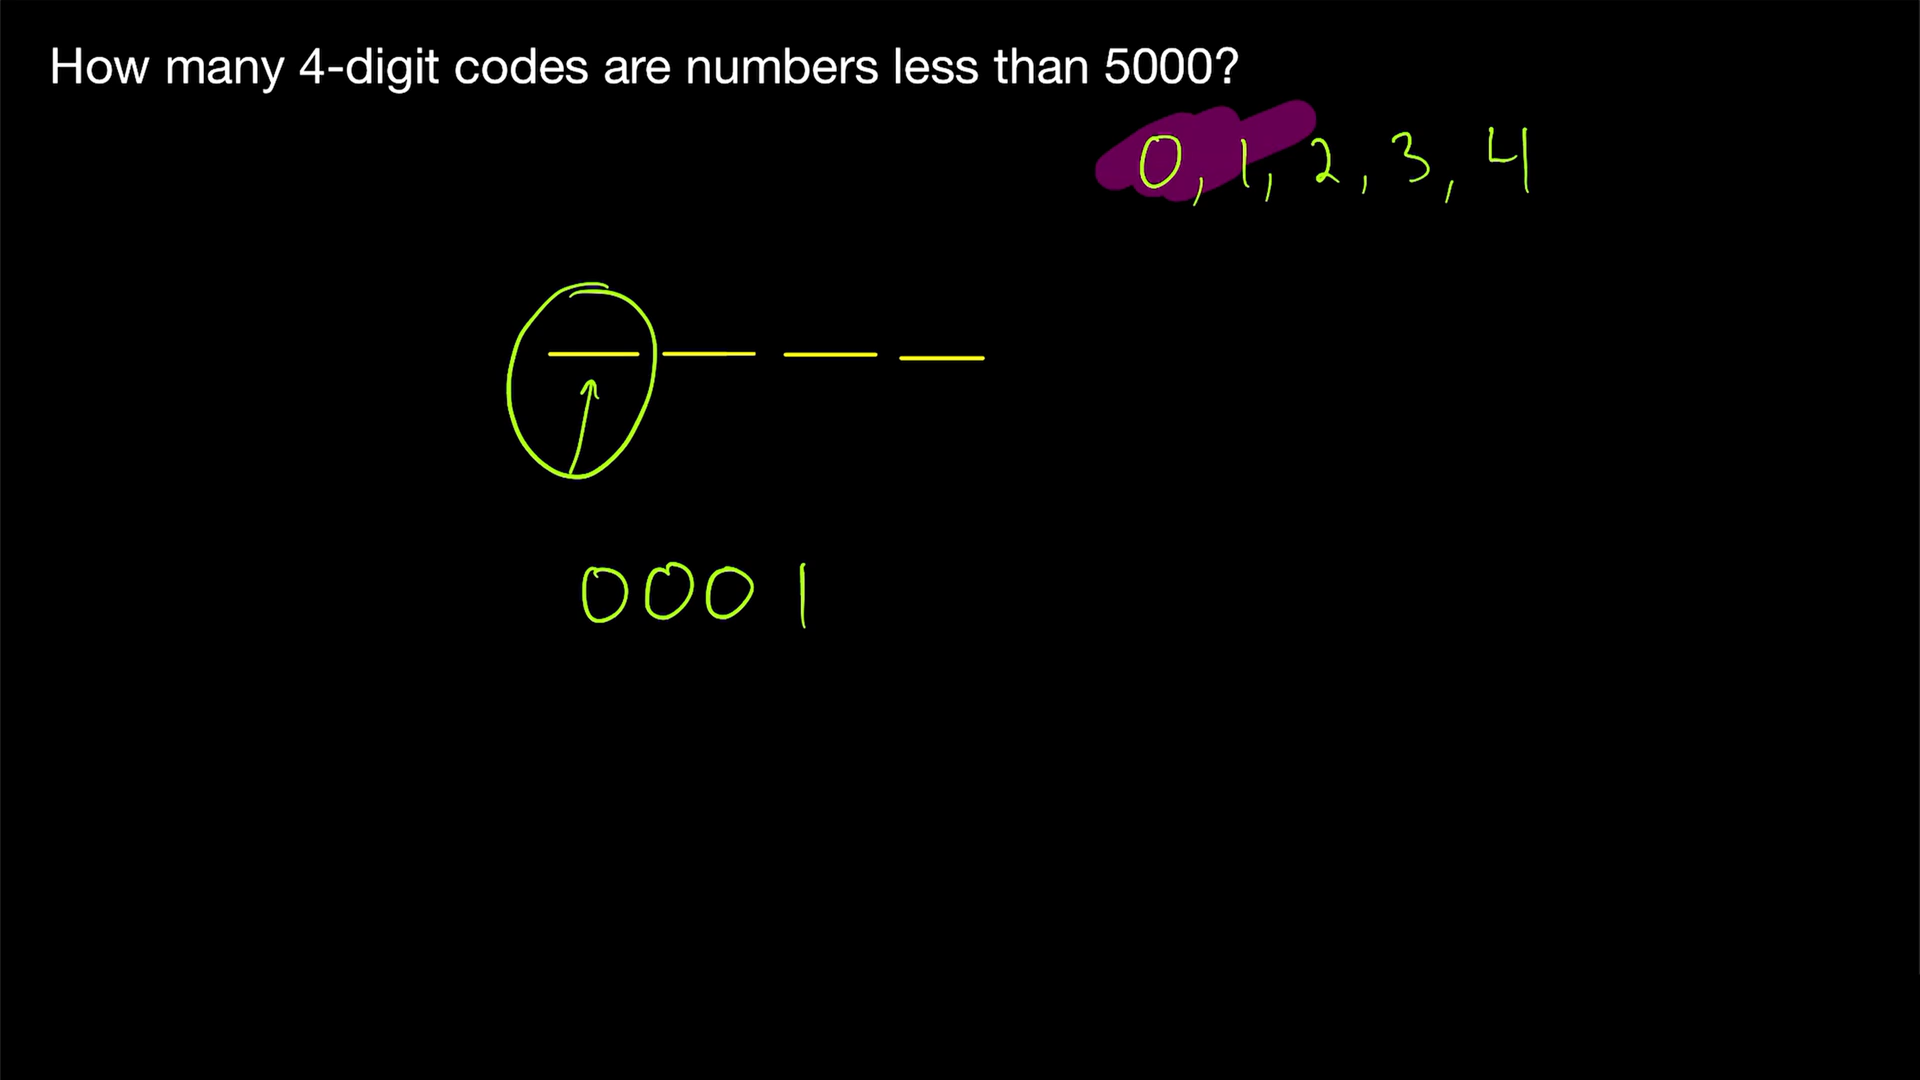 How many 4-digit codes are numbers less than 5000?
0, 1, 2, 3, 4
0001